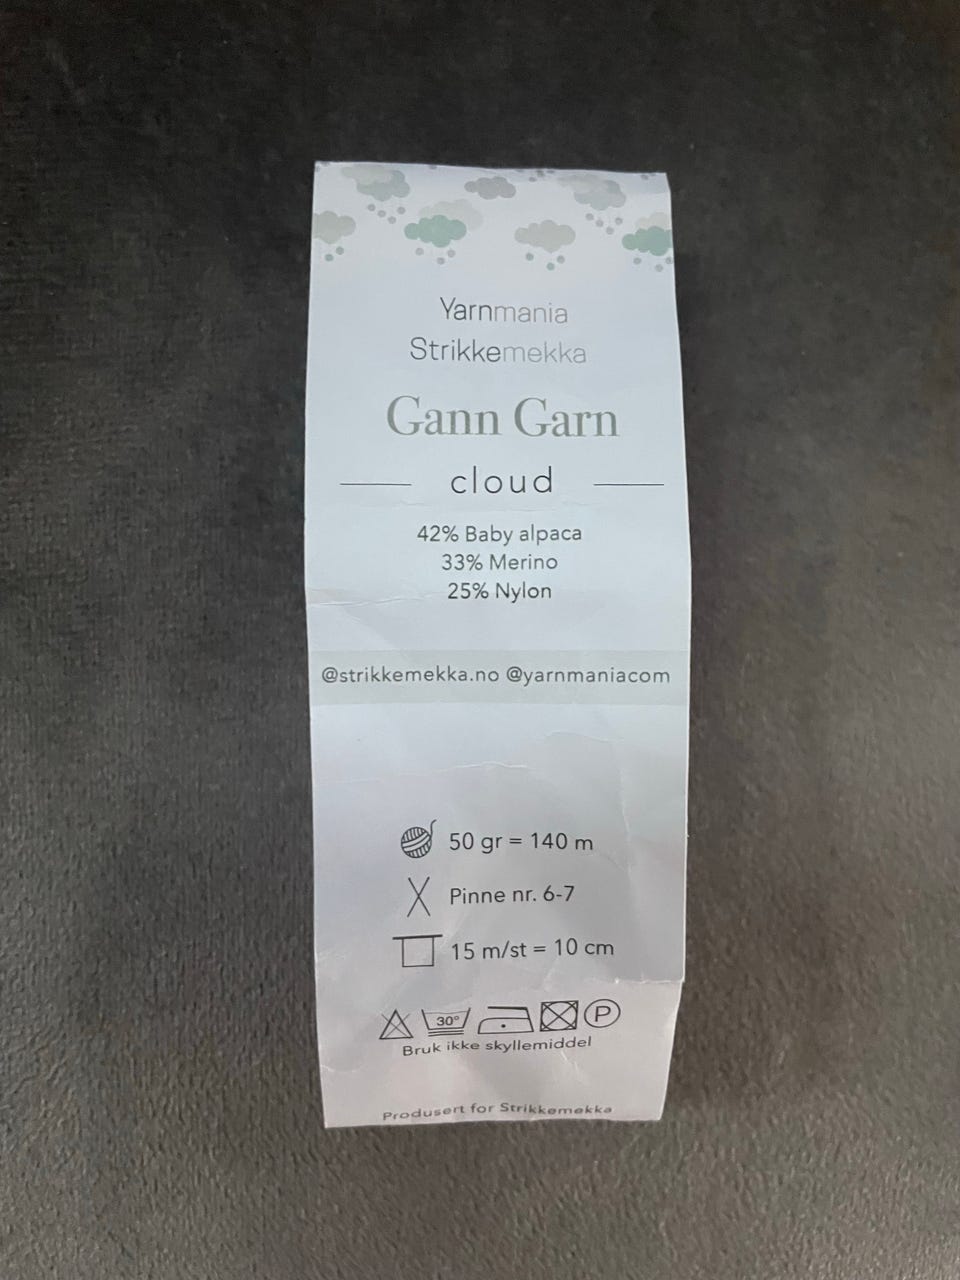 Yarnmania
Strikkemekka
Gann Garn
cloud
42% Baby alpaca
33% Merino
25% Nylon
@strikkemekka.no @yarnmaniacom
50 gr = 140 m
Pinne nr. 6-7
15 m/st = 10 cm
30° P
Bruk ikke skyllemiddel
Produsert for Strikkemekka